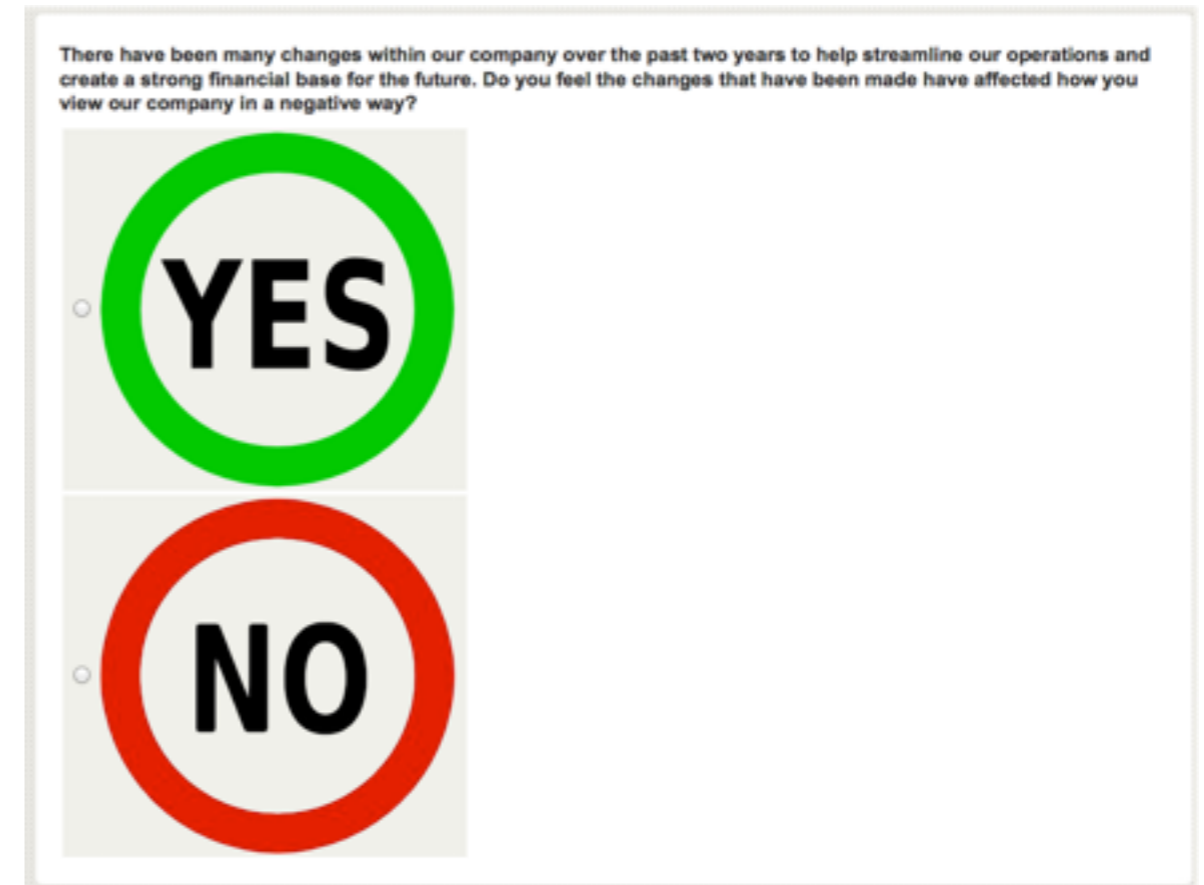 There have been many changes within our company over the past two years to help streamline our operations and
create a strong financial base for the future. Do you feel the changes that have been made have affected how you
view our company in a negative way?
YES
NO